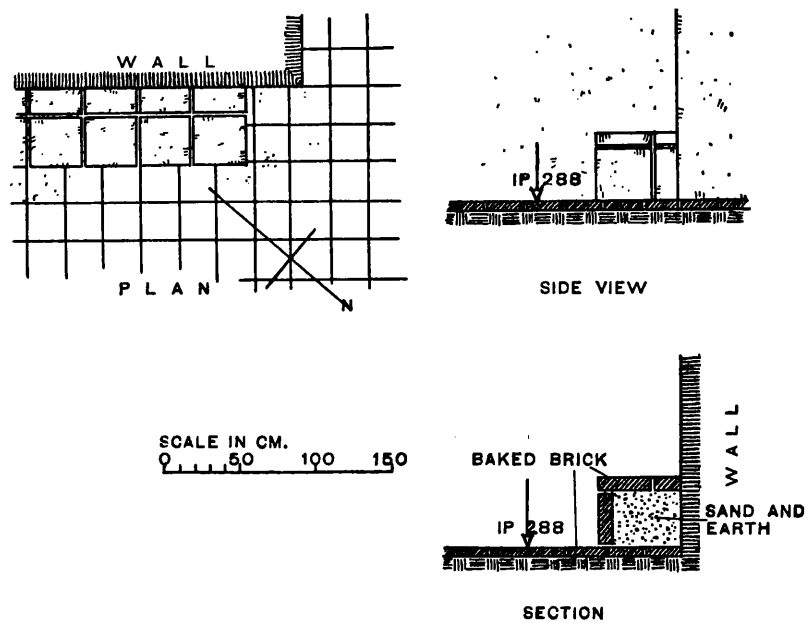 WALL
PLAN
N
IP 288
SIDE VIEW
SCALE IN CM.
0 50 100 150
BAKED BRICK
IP 288
WALL
SAND AND
EARTH
SECTION